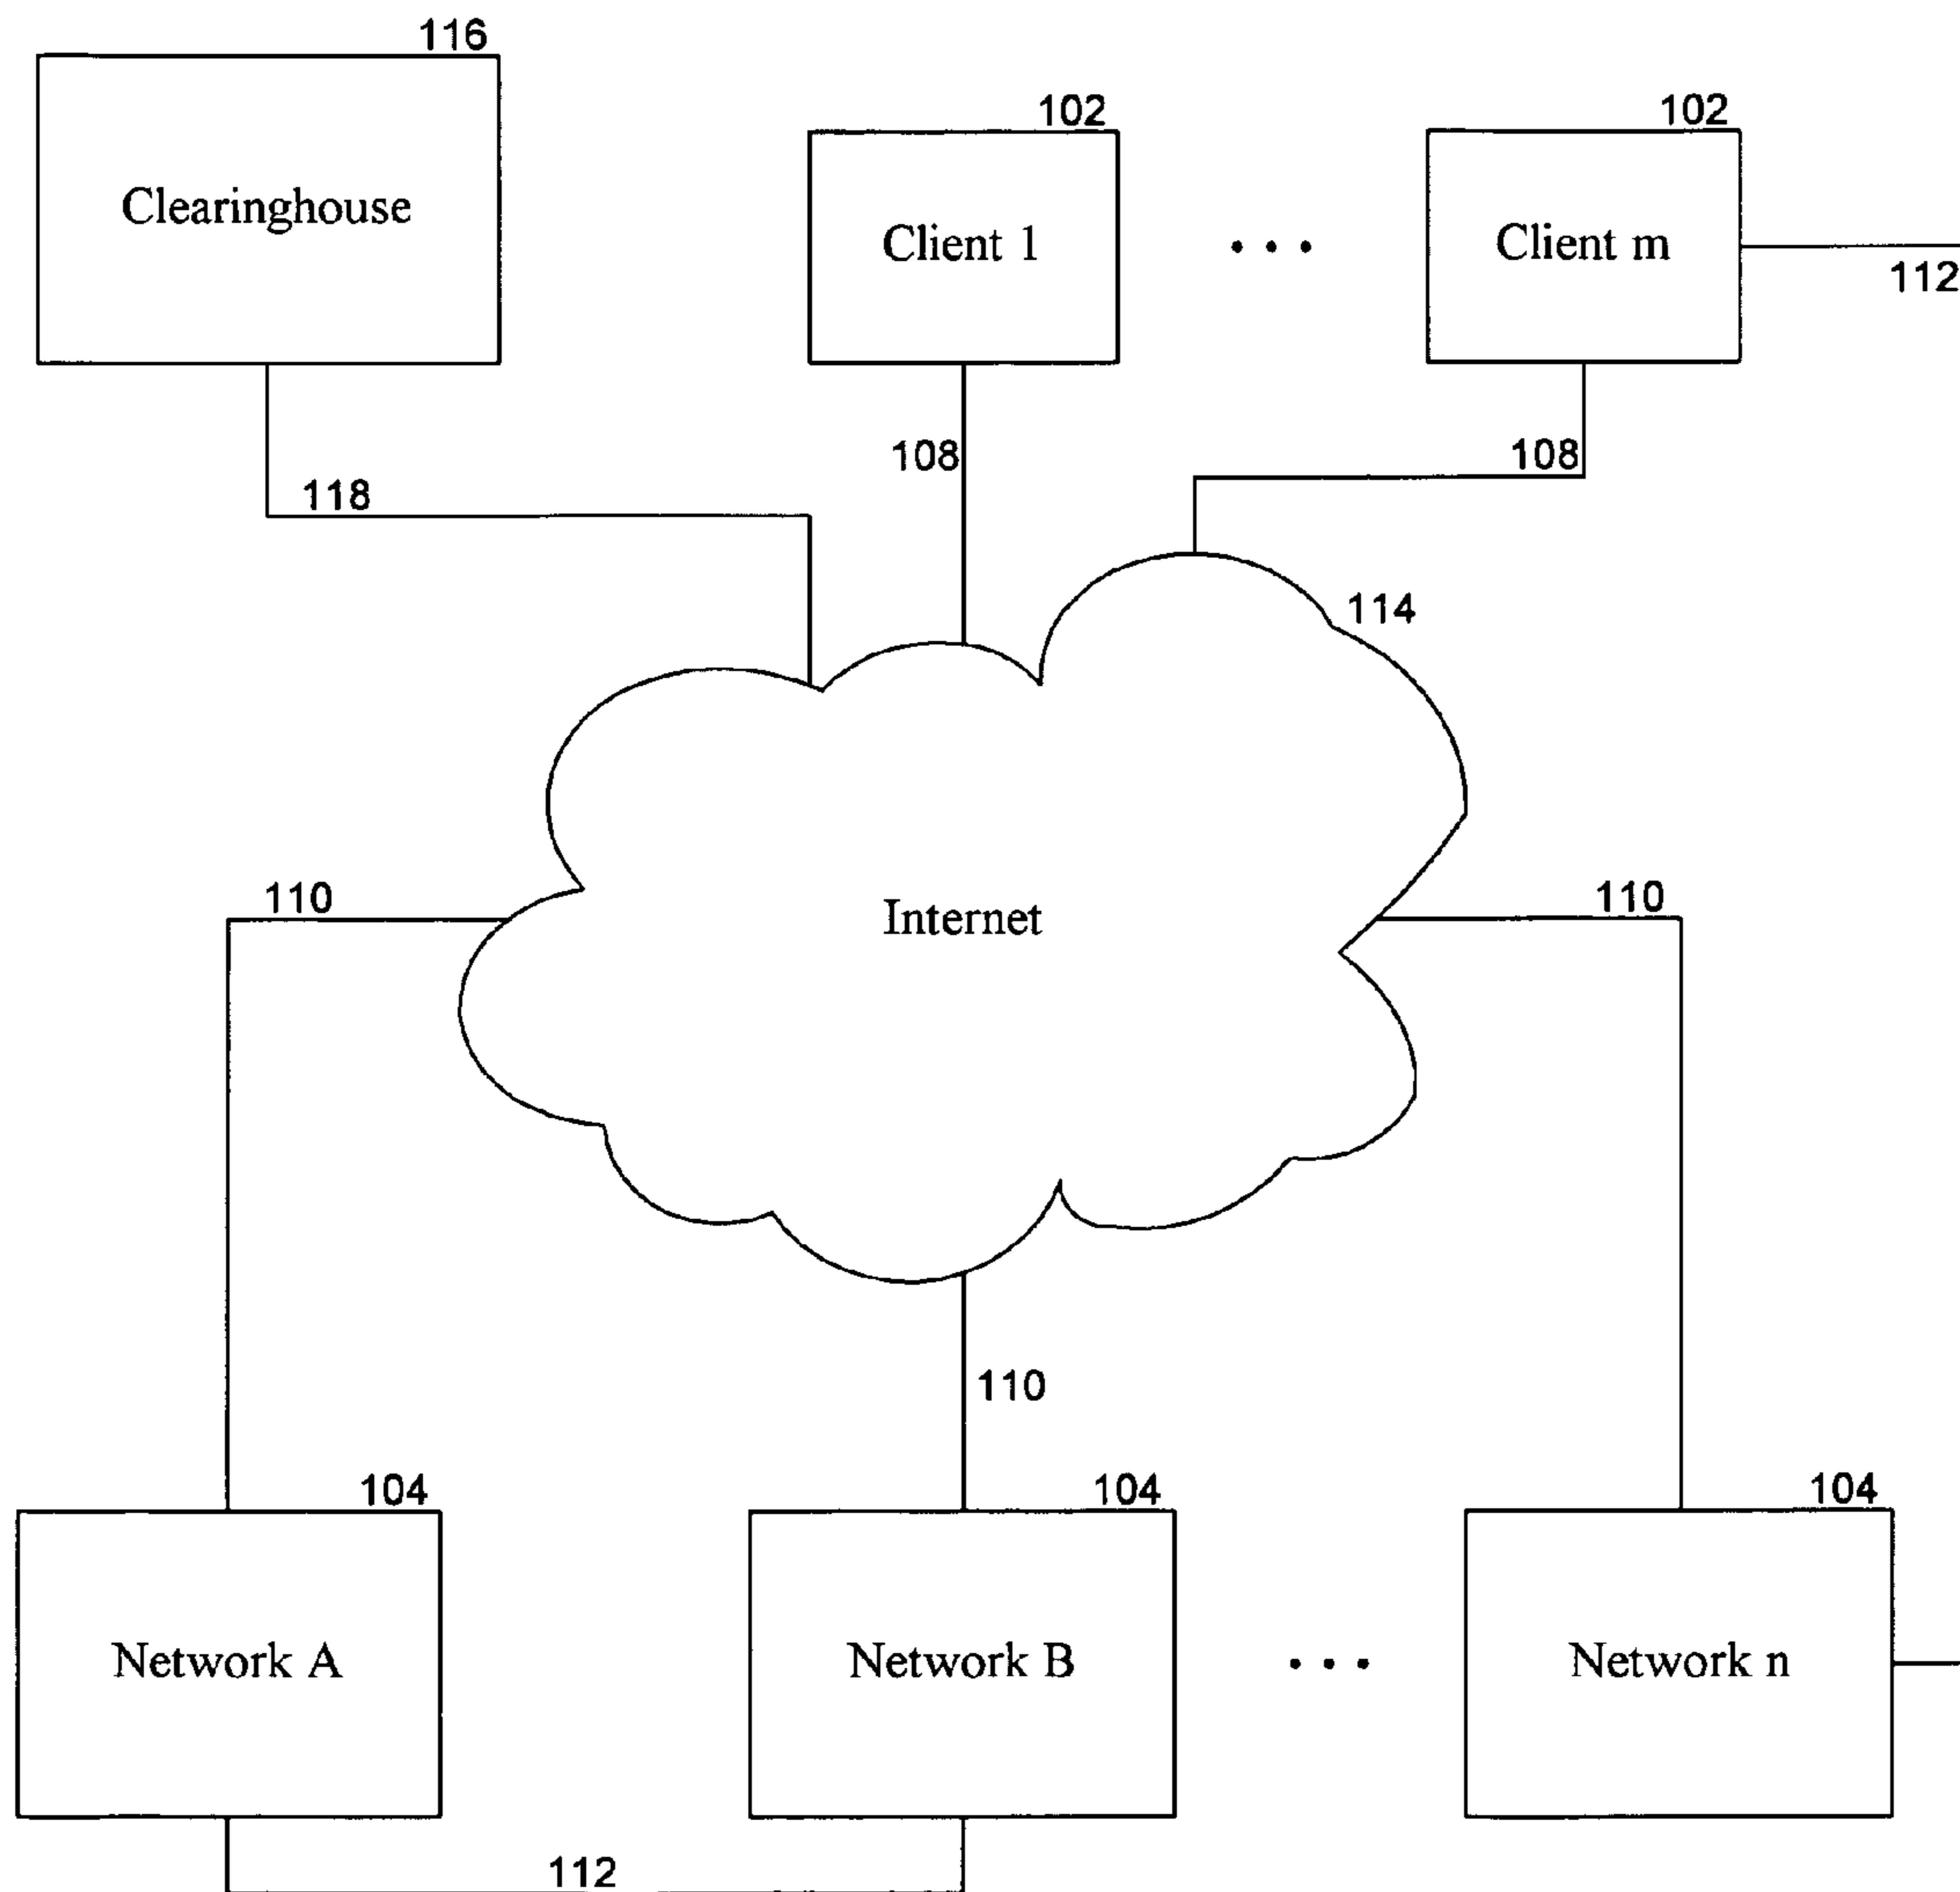 116
102
102
Clearinghouse
Client 1
• • •
Client m
112
108
108
118
114
110
Internet
110
110
104
104
104
Network A
Network B
• • •
Network n
112